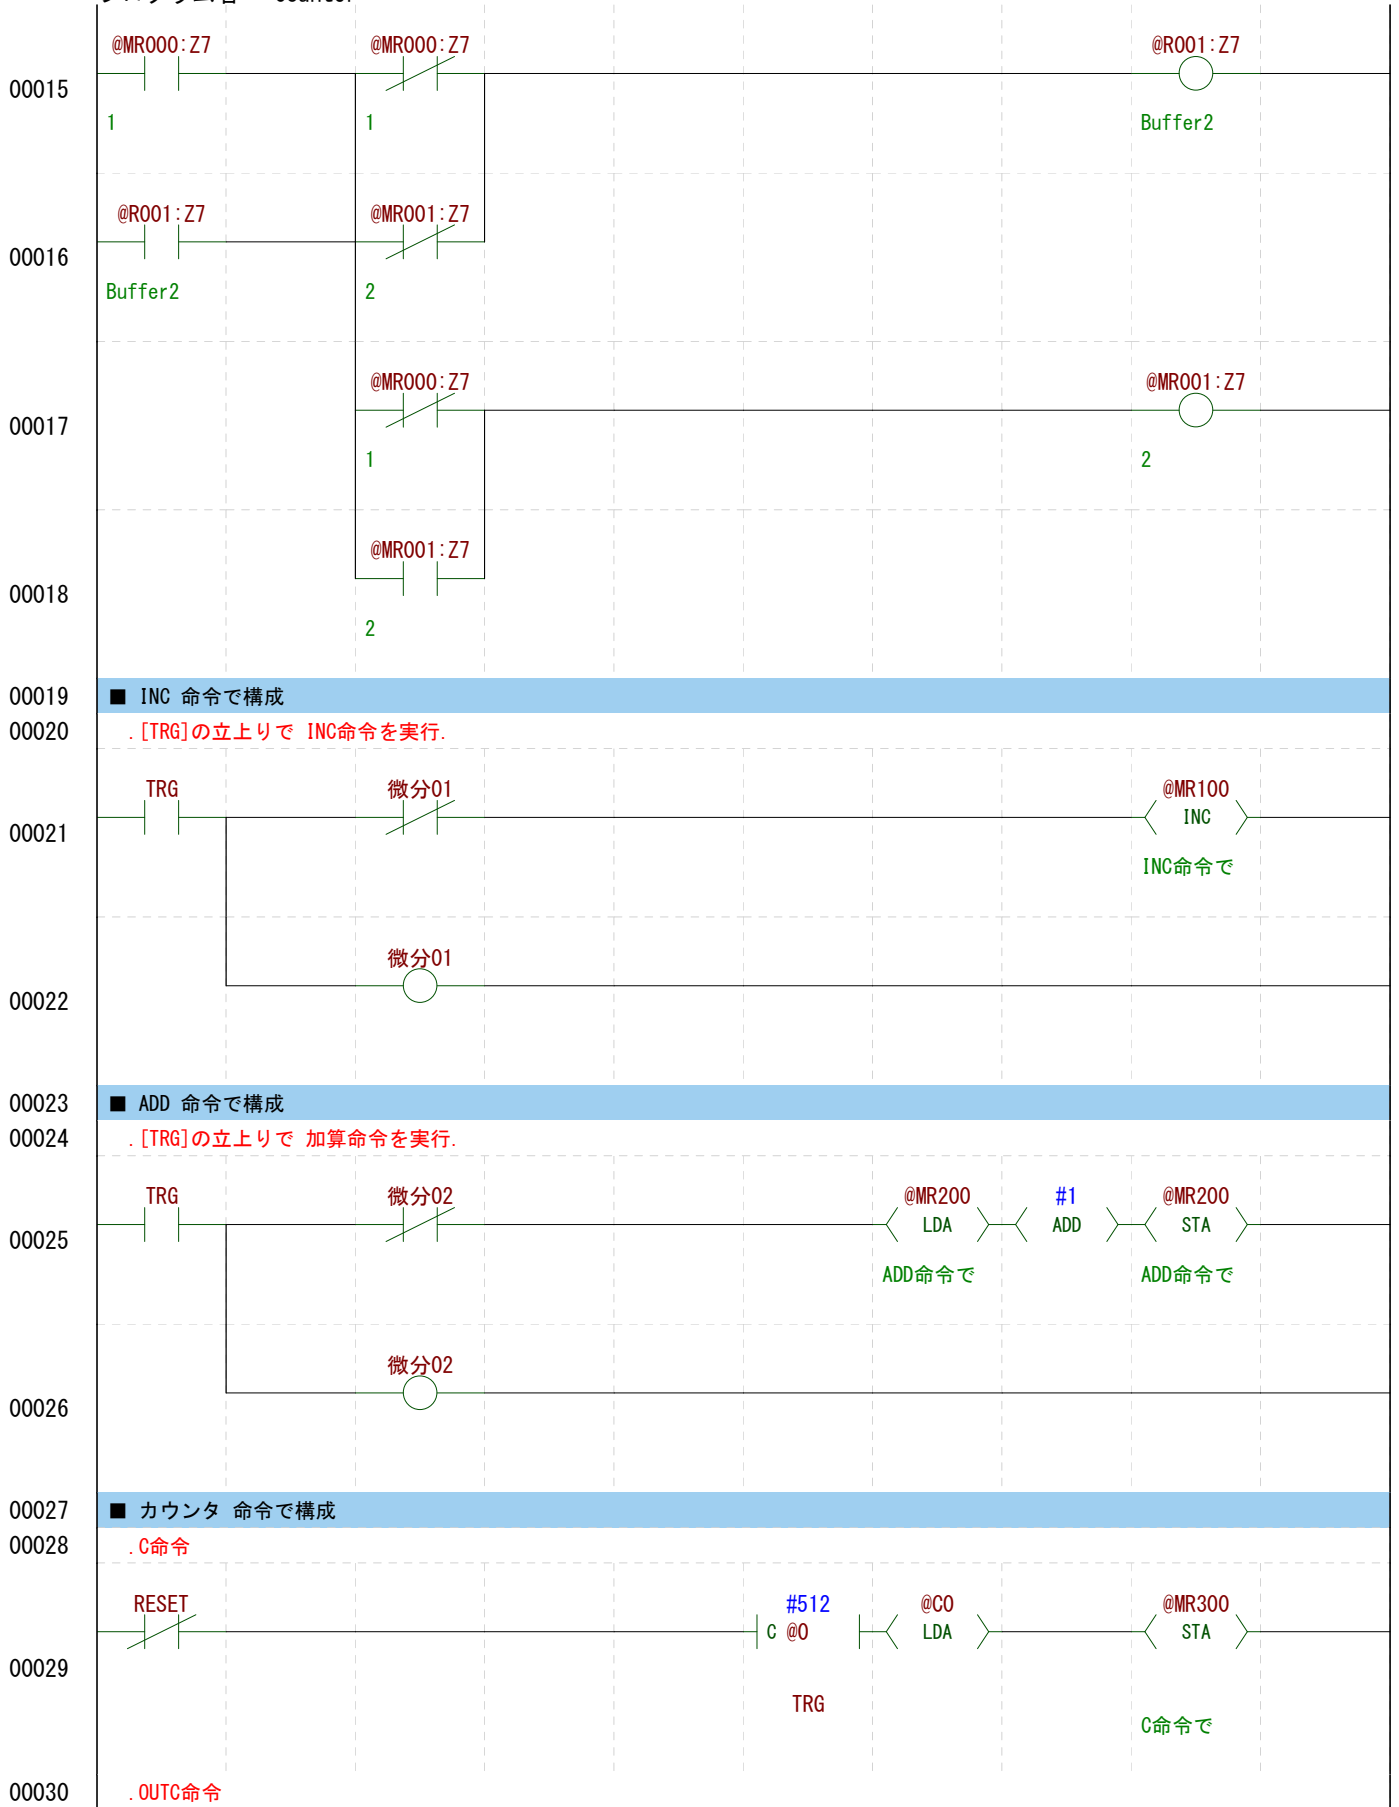 @MR000:Z7 @MR000:Z7 @R001:Z7
00015
1 1 Buffer2
@R001:Z7 @MR001:Z7
00016
Buffer2 2
@MR000:Z7 @MR001:Z7
00017
1 2
@MR001:Z7
00018
2
00019 ■ INC 命令で構成
00020 .[TRG]の立上りで INC命令を実行.
TRG 微分01 @MR100
00021 INC
INC命令で
微分01
00022
00023 ■ ADD 命令で構成
00024 .[TRG]の立上りで 加算命令を実行.
TRG 微分02 @MR200 #1 @MR200
00025 LDA ADD STA
ADD命令で ADD命令で
微分02
00026
00027 ■ カウンタ 命令で構成
00028 .C命令
RESET #512 @C0 @MR300
C @0 LDA STA
00029
TRG
C命令で
00030 .OUTC命令